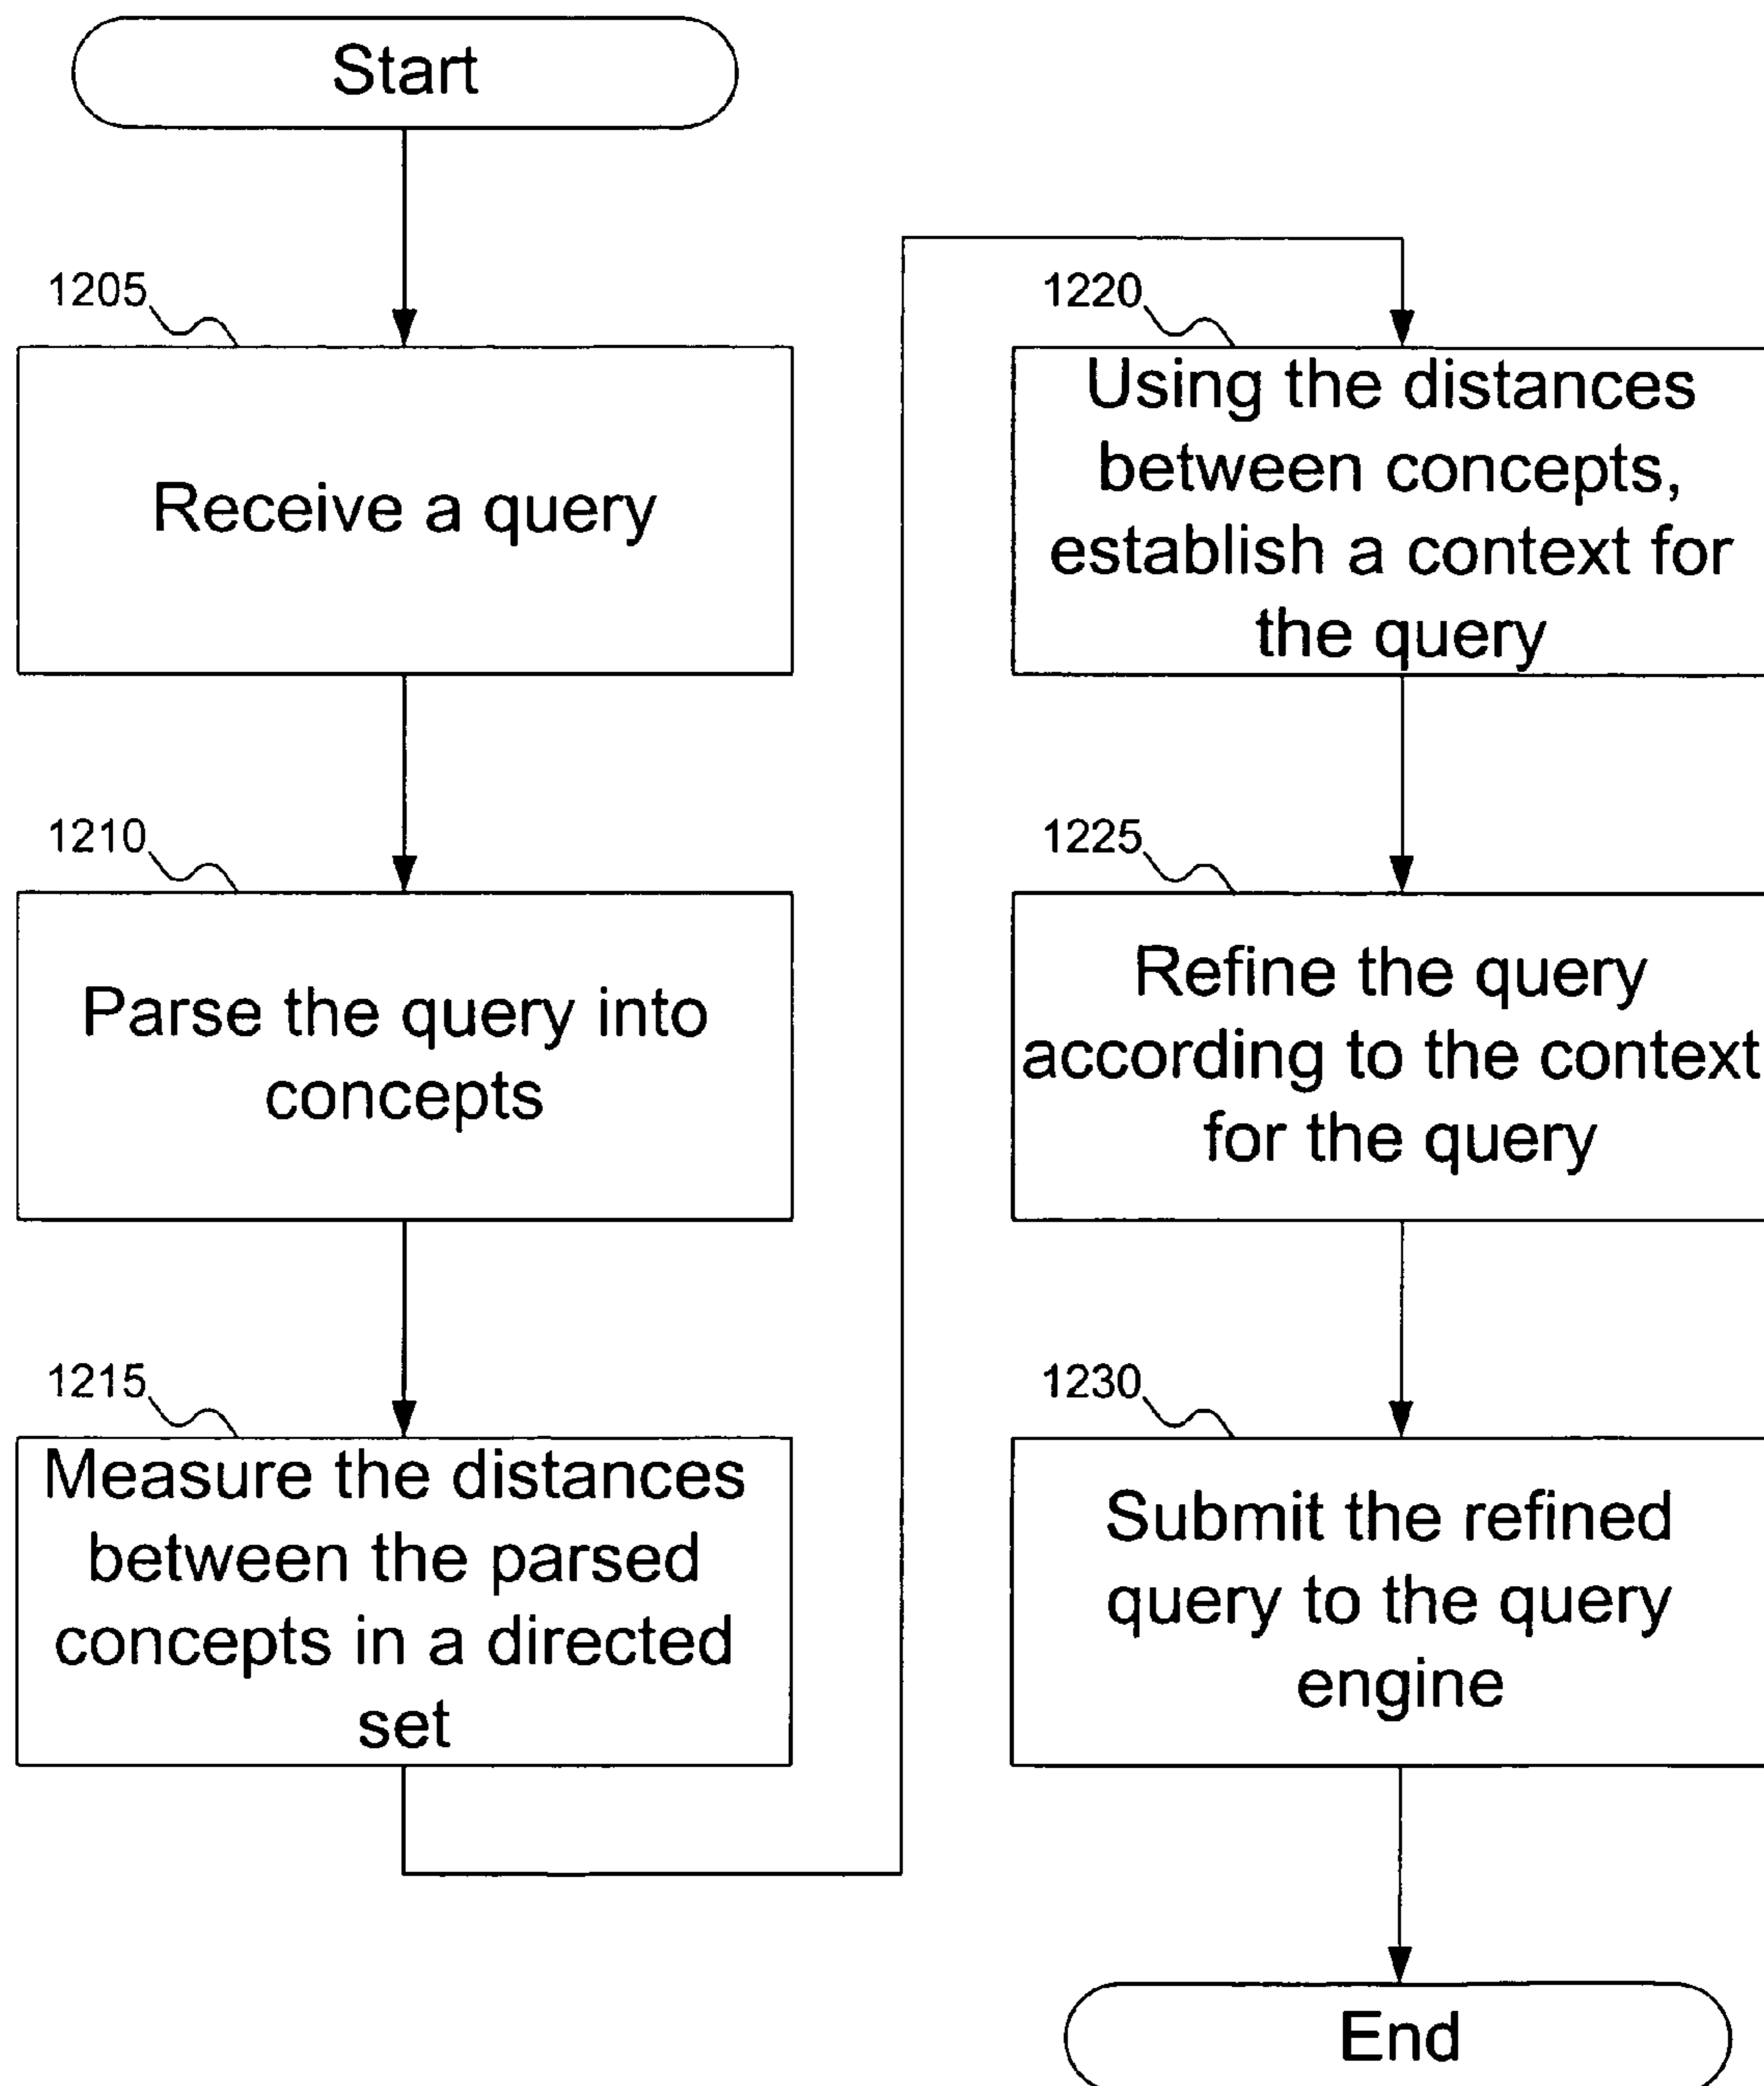 Start
1205
Receive a query
1210
Parse the query into
concepts
1215
Measure the distances
between the parsed
concepts in a directed
set
1220
Using the distances
between concepts,
establish a context for
the query
1225
Refine the query
according to the context
for the query
1230
Submit the refined
query to the query
engine
End